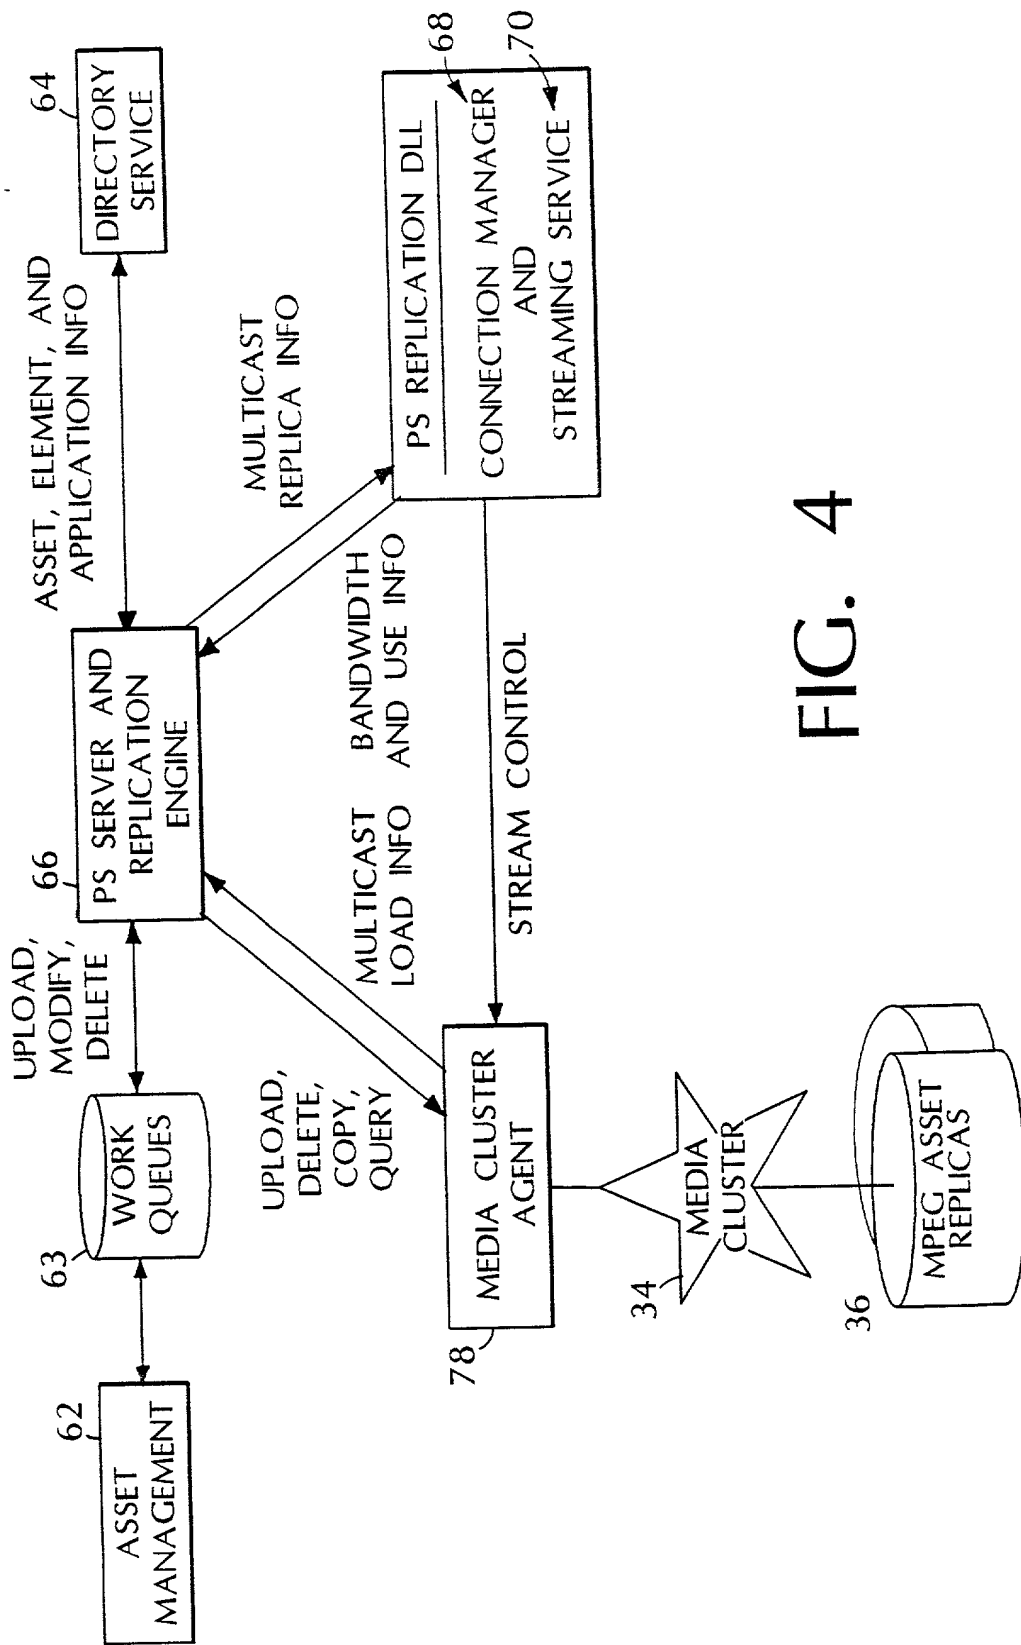 62
ASSET
MANAGEMENT
63
WORK
QUEUES
UPLOAD,
MODIFY,
DELETE
66
PS SERVER AND
REPLICATION
ENGINE
ASSET, ELEMENT, AND
APPLICATION INFO
64
DIRECTORY
SERVICE
UPLOAD,
DELETE,
COPY,
QUERY
MULTICAST
LOAD INFO
BANDWIDTH
AND USE INFO
MULTICAST
REPLICA INFO
PS REPLICATION DLL
68
CONNECTION MANAGER
AND
70
STREAMING SERVICE
STREAM CONTROL
78
MEDIA CLUSTER
AGENT
34
MEDIA
CLUSTER
36
MPEG ASSET
REPLICAS
FIG. 4